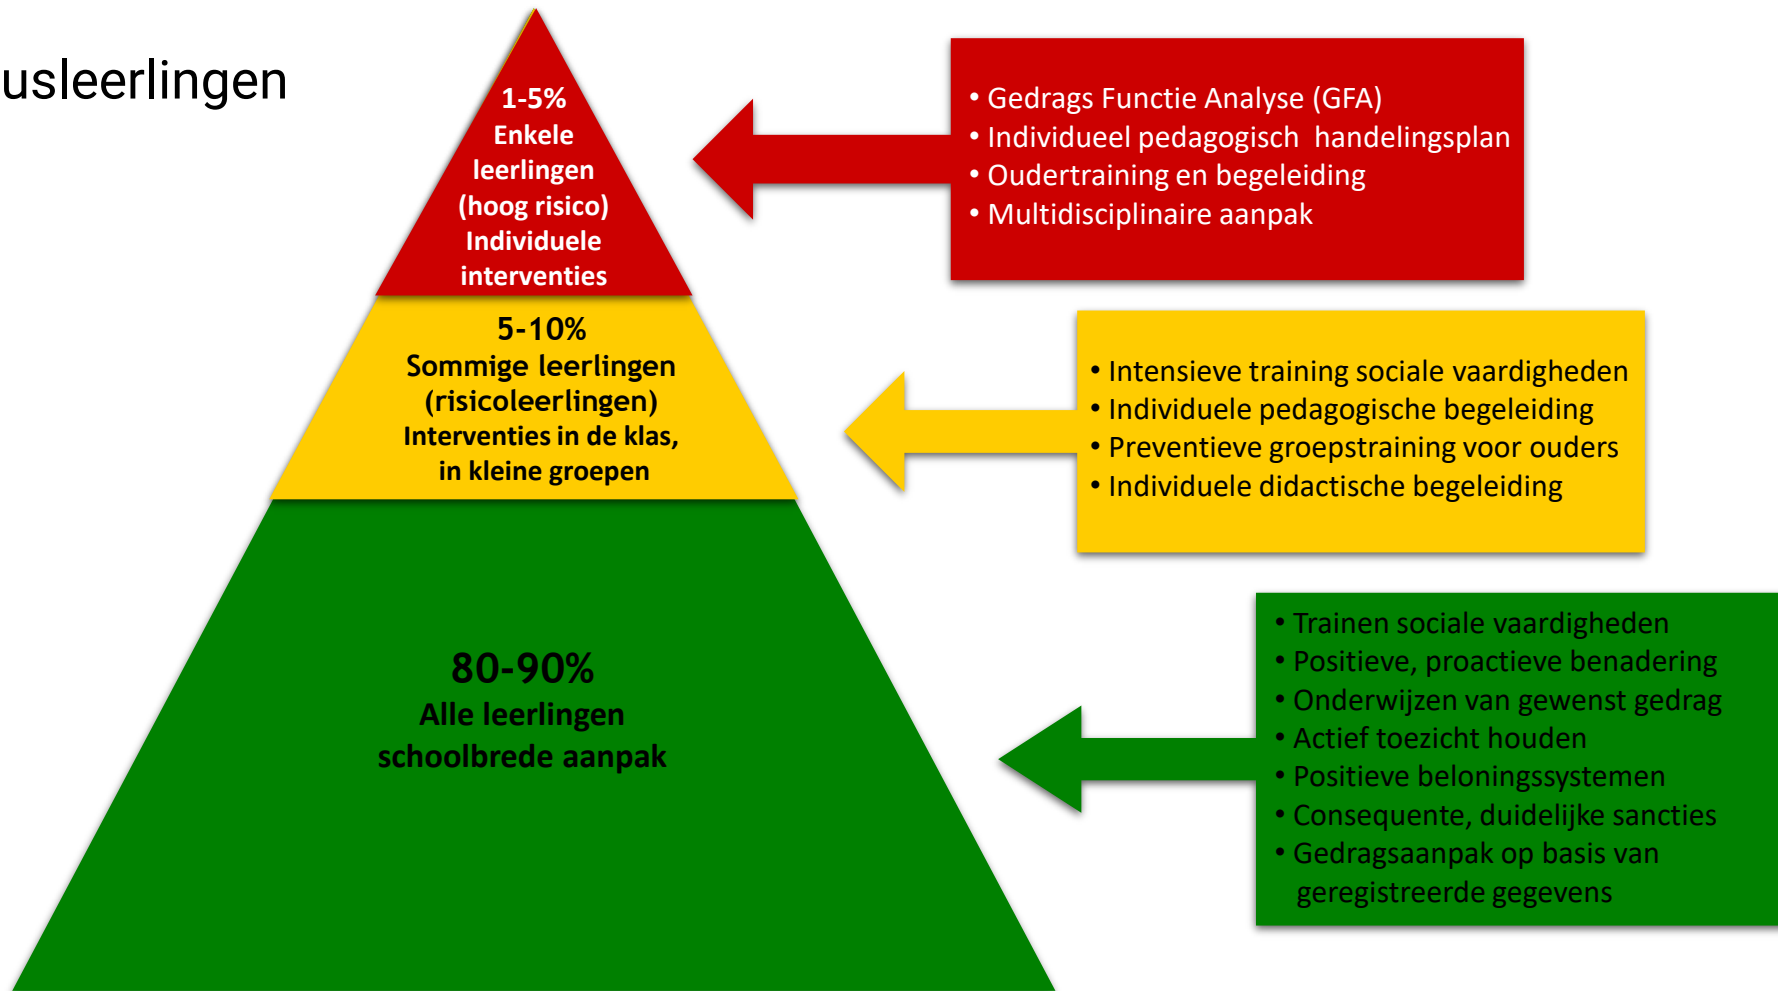 usleerlingen
1-5%
Enkele
leerlingen
(hoog risico)
Individuele
interventies
• Gedrags Functie Analyse (GFA)
• Individueel pedagogisch handelingsplan
• Oudertraining en begeleiding
• Multidisciplinaire aanpak
5-10%
Sommige leerlingen
(risicoleerlingen)
Interventies in de klas,
in kleine groepen
• Intensieve training sociale vaardigheden
• Individuele pedagogische begeleiding
• Preventieve groepstraining voor ouders
• Individuele didactische begeleiding
80-90%
Alle leerlingen
schoolbrede aanpak
• Trainen sociale vaardigheden
• Positieve, proactieve benadering
• Onderwijzen van gewenst gedrag
• Actief toezicht houden
• Positieve beloningssystemen
• Consequente, duidelijke sancties
• Gedragsaanpak op basis van
geregistreerde gegevens